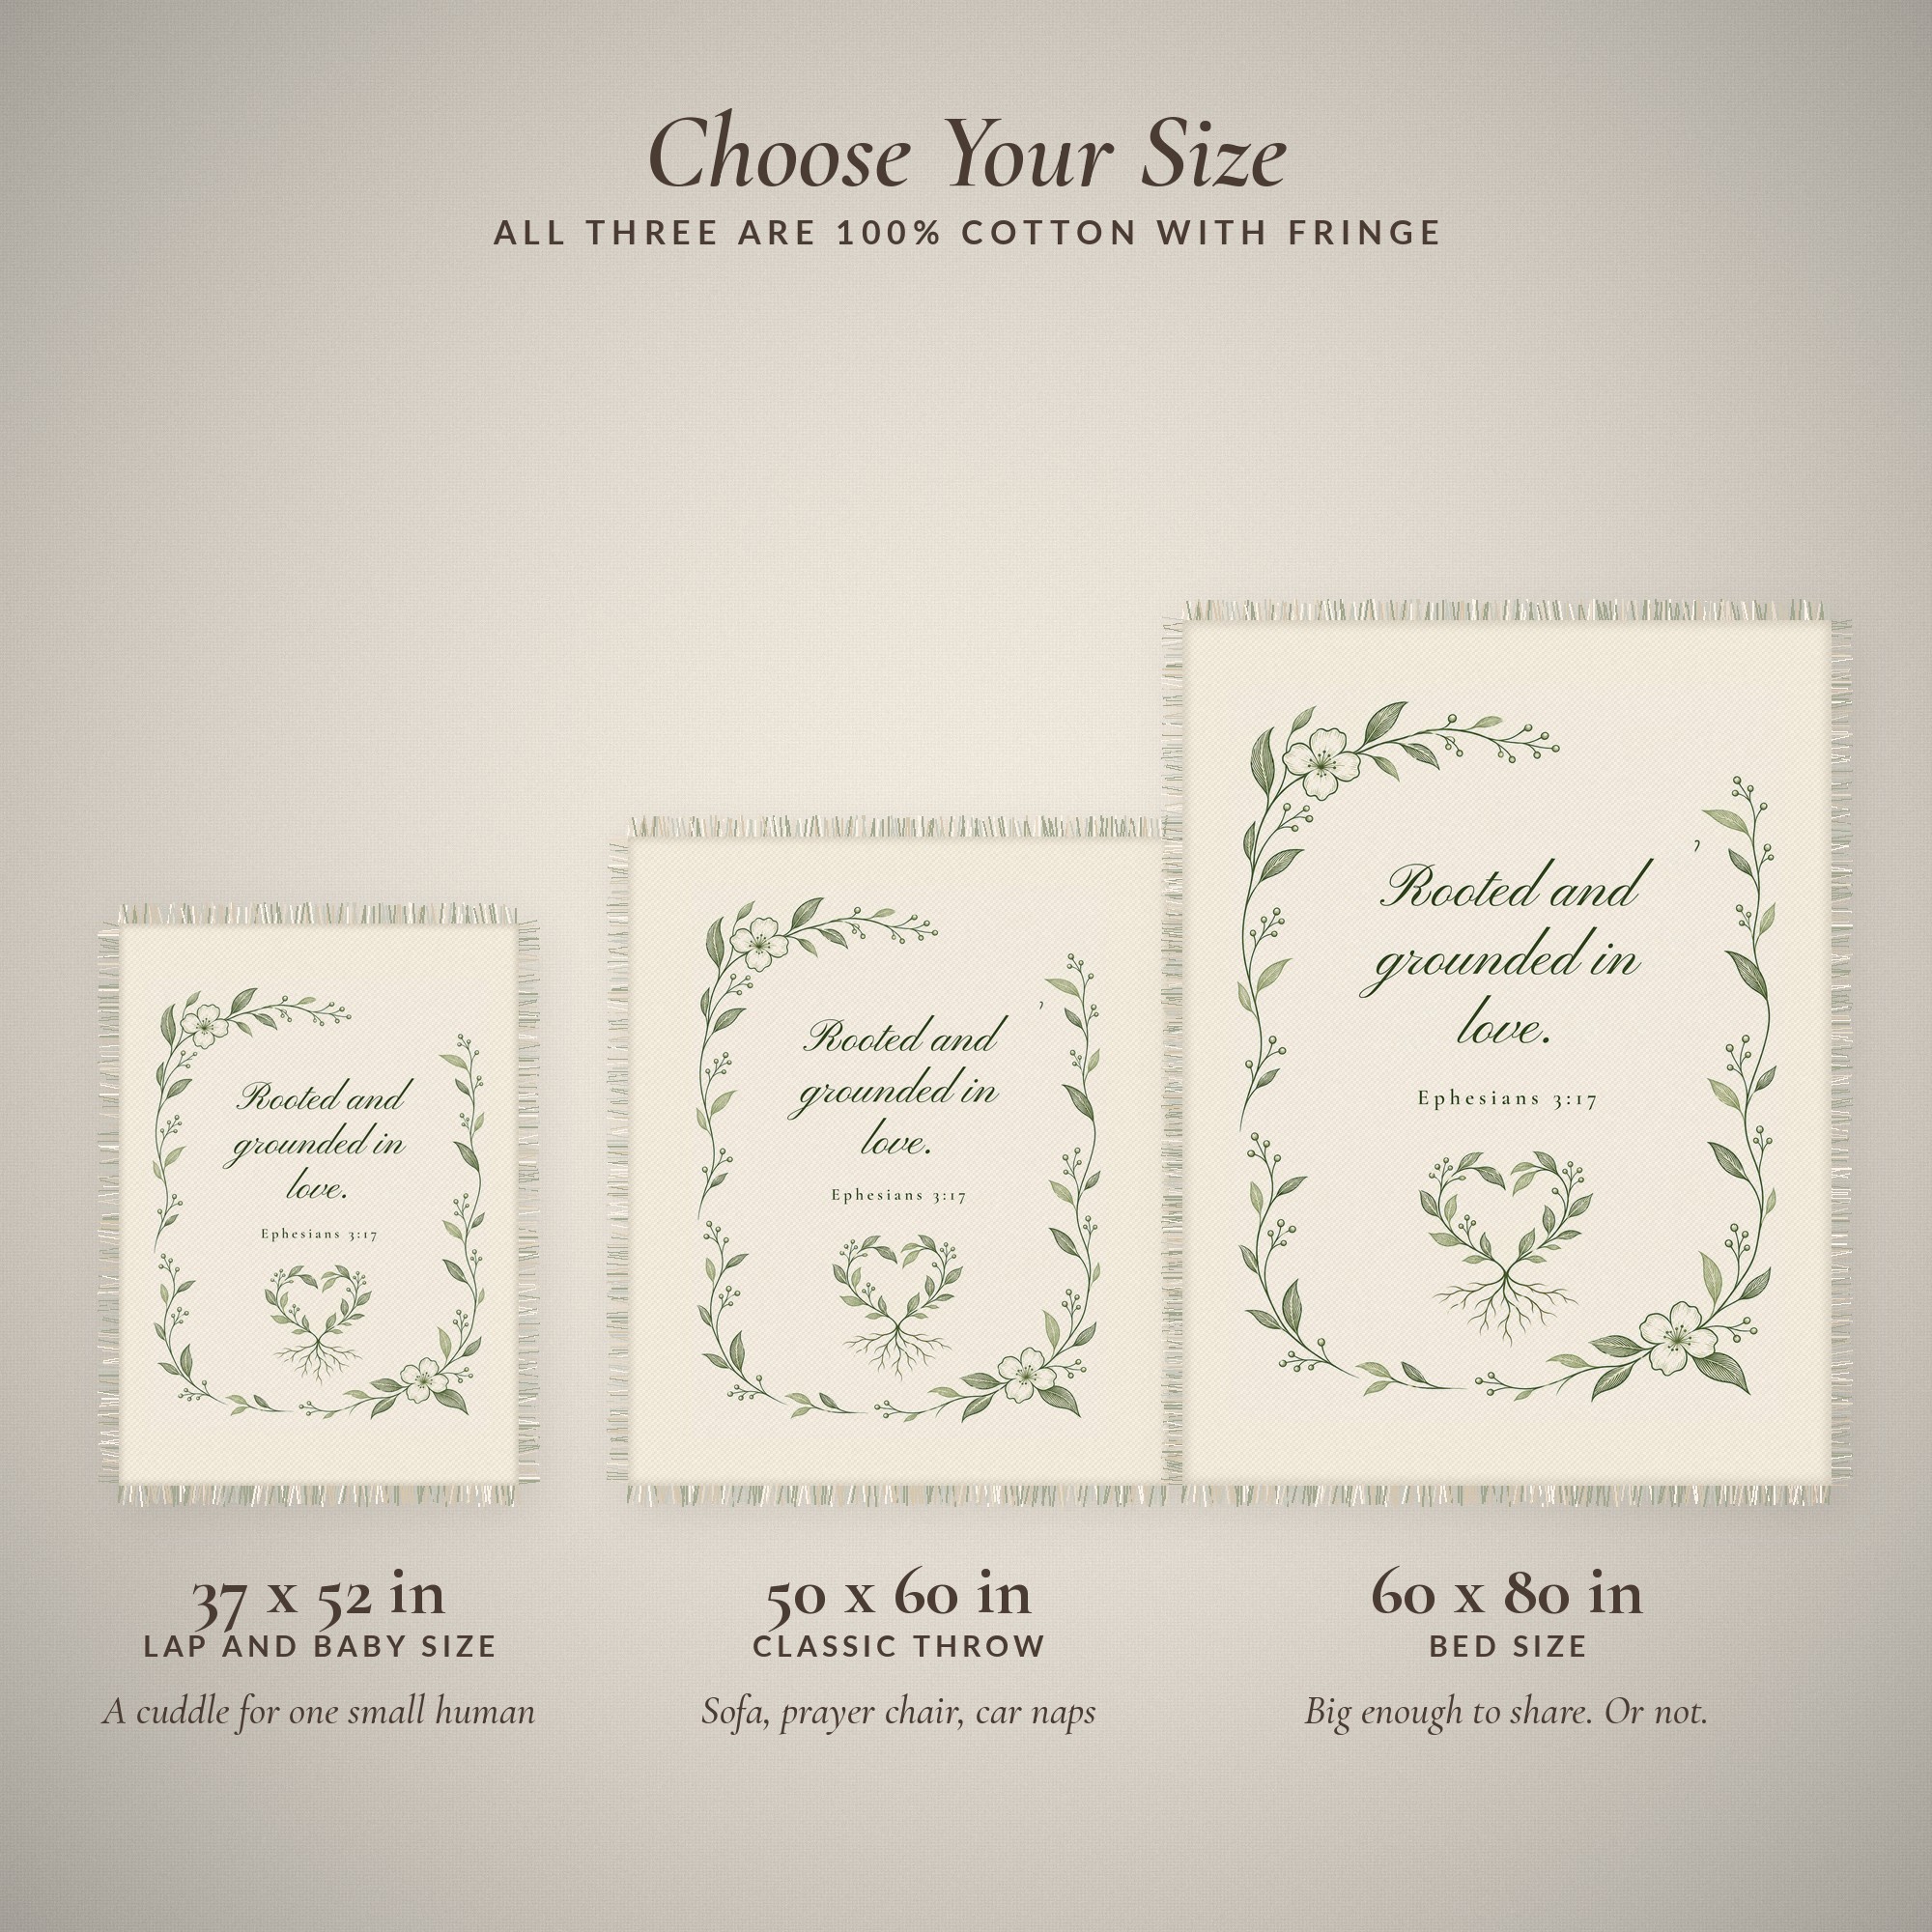 Choose Your Size
ALL THREE ARE 100% COTTON WITH FRINGE
Rooted and
grounded in
love.
Ephesians 3:17
Rooted and
grounded in
love.
Ephesians 3:17
Rooted and
grounded in
love.
Ephesians 3:17
37 x 52 in
LAP AND BABY SIZE
A cuddle for one small human
50 x 60 in
CLASSIC THROW
Sofa, prayer chair, car naps
60 x 80 in
BED SIZE
Big enough to share. Or not.